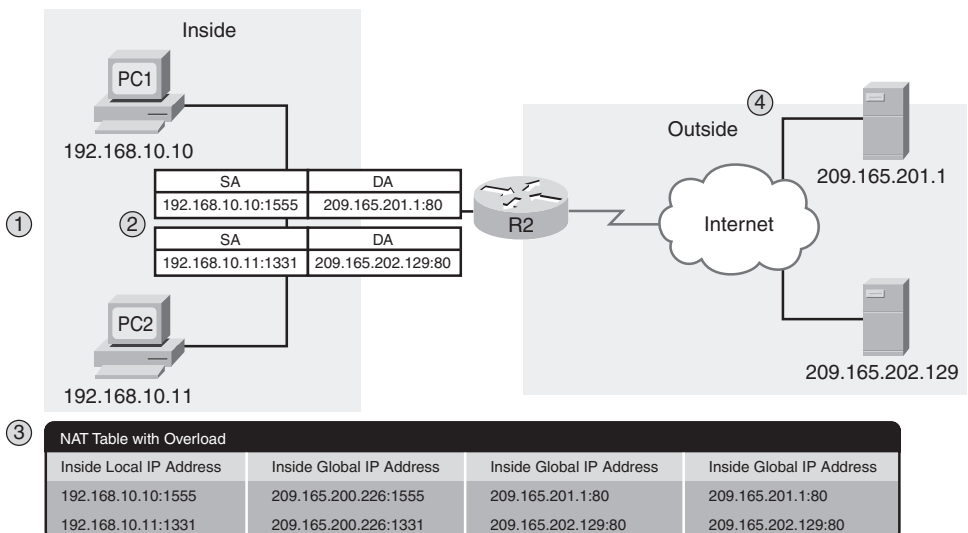 Inside
PC1
192.168.10.10
4
Outside
209.165.201.1
SA DA
192.168.10.10:1555 209.165.201.1:80
1
2
R2
Internet
SA DA
192.168.10.11:1331 209.165.202.129:80
PC2
192.168.10.11
209.165.202.129
3
NAT Table with Overload
Inside Local IP Address Inside Global IP Address Inside Global IP Address Inside Global IP Address
192.168.10.10:1555 209.165.200.226:1555 209.165.201.1:80 209.165.201.1:80
192.168.10.11:1331 209.165.200.226:1331 209.165.202.129:80 209.165.202.129:80